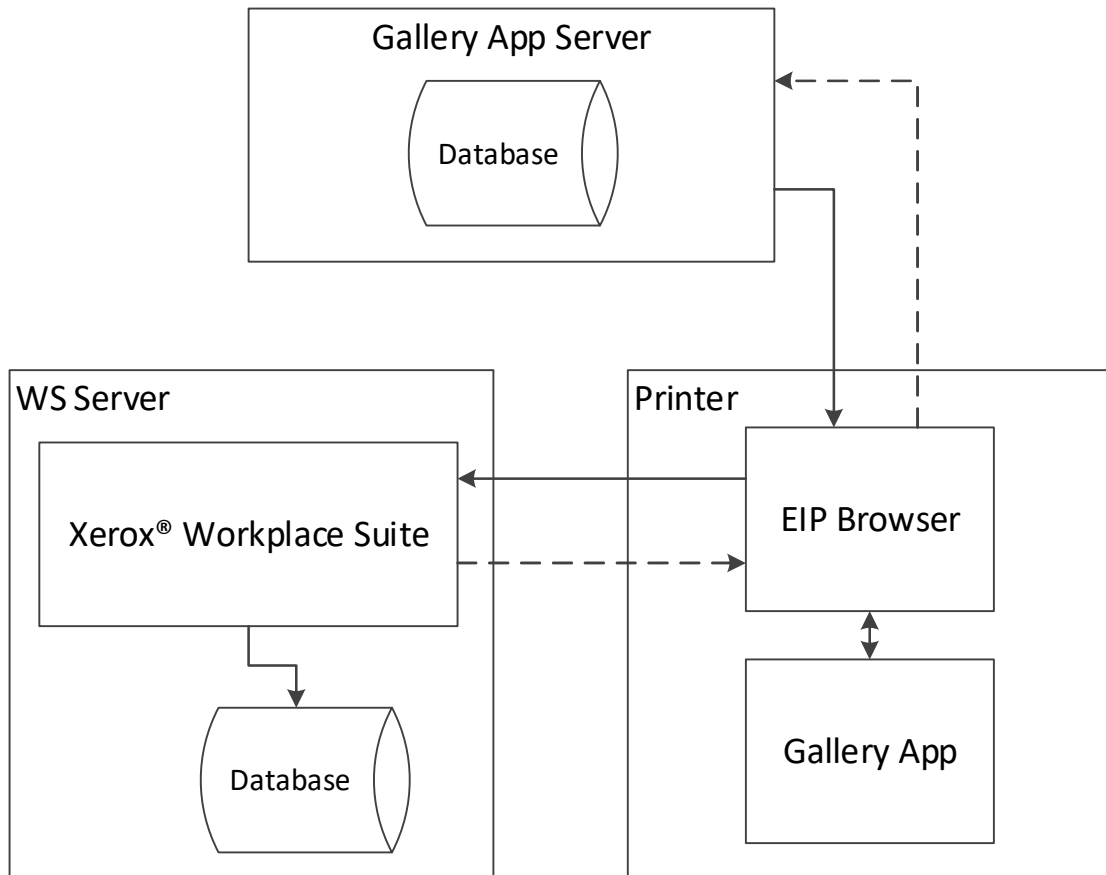 Gallery App Server
Database
WS Server
Printer
Xerox® Workplace Suite
EIP Browser
Gallery App
Database